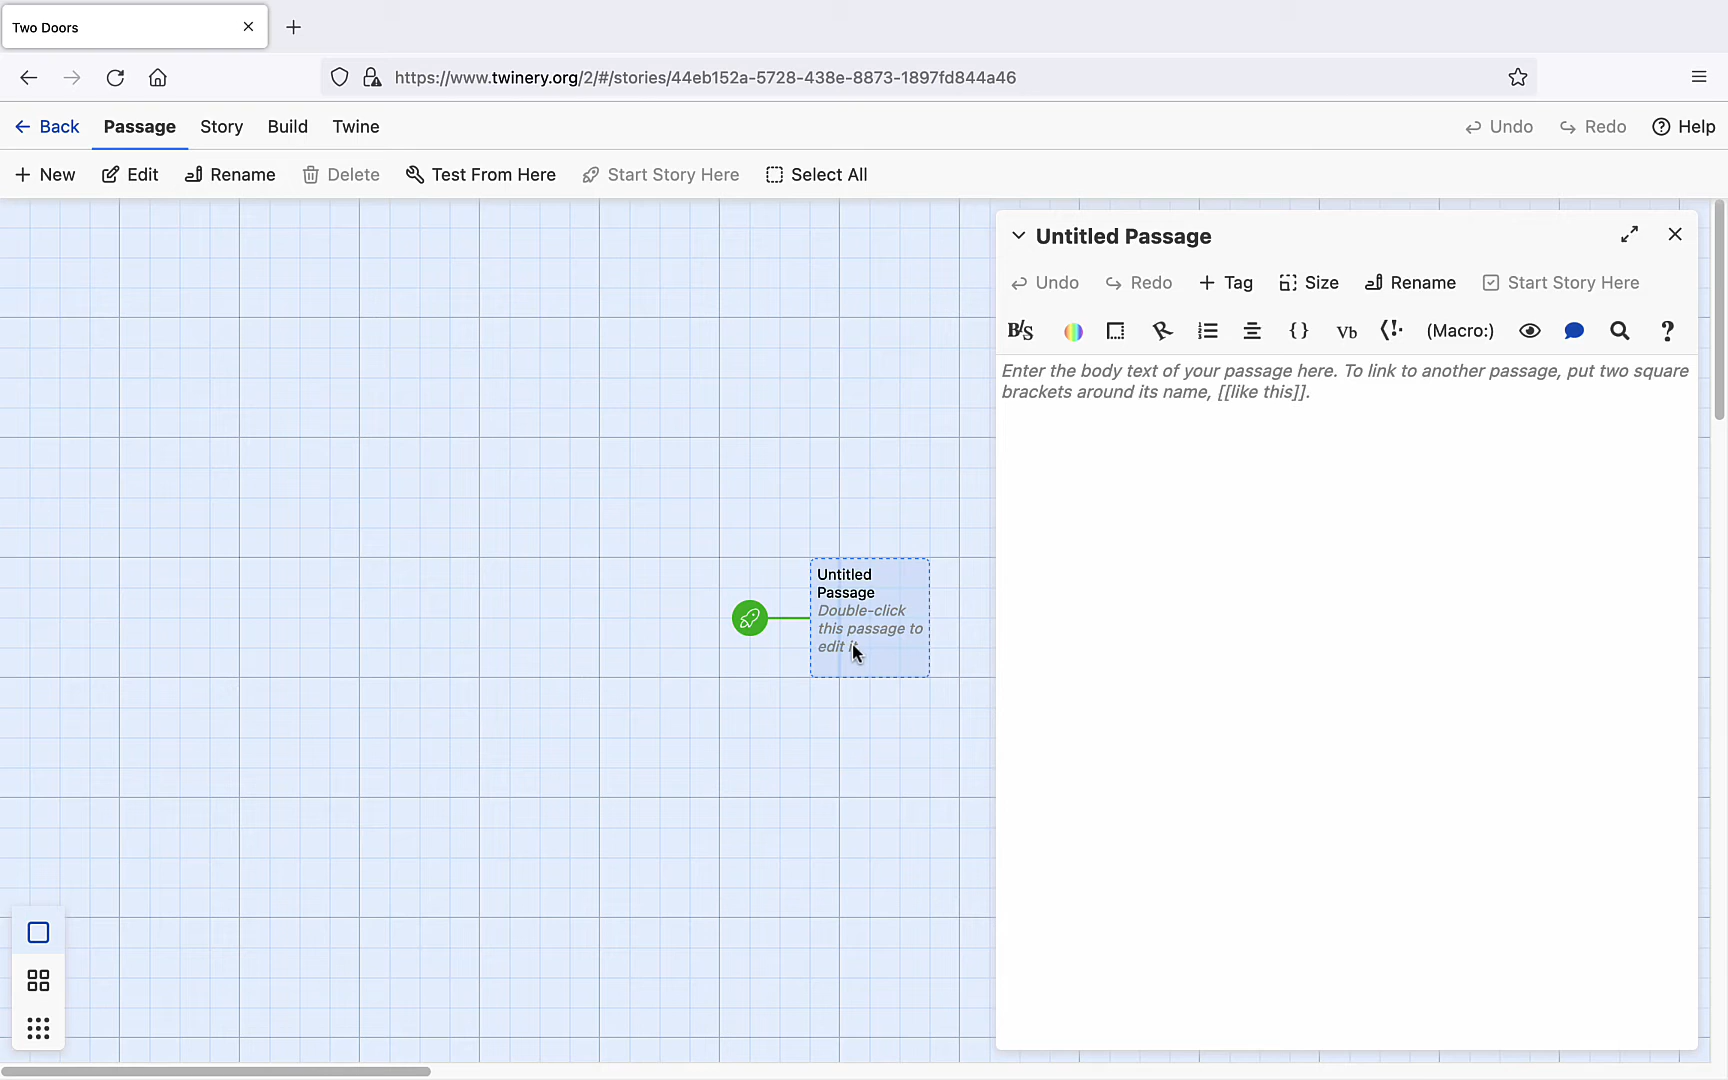 Two Doors
https://www.twinery.org/2/#/stories/44eb152a-5728-438e-8873-1897fd844a46
Back Passage Story Build Twine Undo Redo Help
New Edit Rename Delete Test From Here Start Story Here Select All
Untitled Passage
Undo Redo Tag Size Rename Start Story Here
B/S {} Vb (Macro:) ?
Enter the body text of your passage here. To link to another passage, put two square
brackets around its name, [[like this]].
Untitled
Passage
Double-click
this passage to
edit